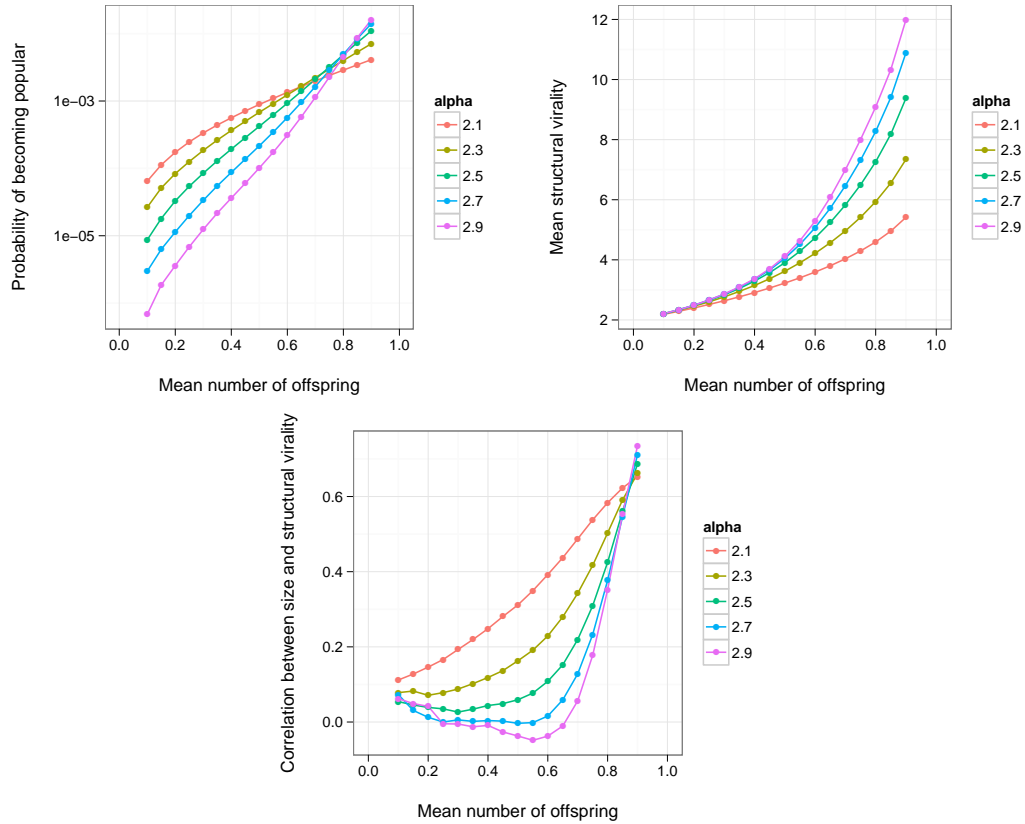 Probability of becoming popular
1e−03
1e−05
0.0 0.2 0.4 0.6 0.8 1.0
Mean number of offspring
alpha
2.1
2.3
2.5
2.7
2.9
Mean structural virality
12
10
8
6
4
2
0.0 0.2 0.4 0.6 0.8 1.0
Mean number of offspring
alpha
2.1
2.3
2.5
2.7
2.9
Correlation between size and structural virality
0.6
0.4
0.2
0.0
0.0 0.2 0.4 0.6 0.8 1.0
Mean number of offspring
alpha
2.1
2.3
2.5
2.7
2.9